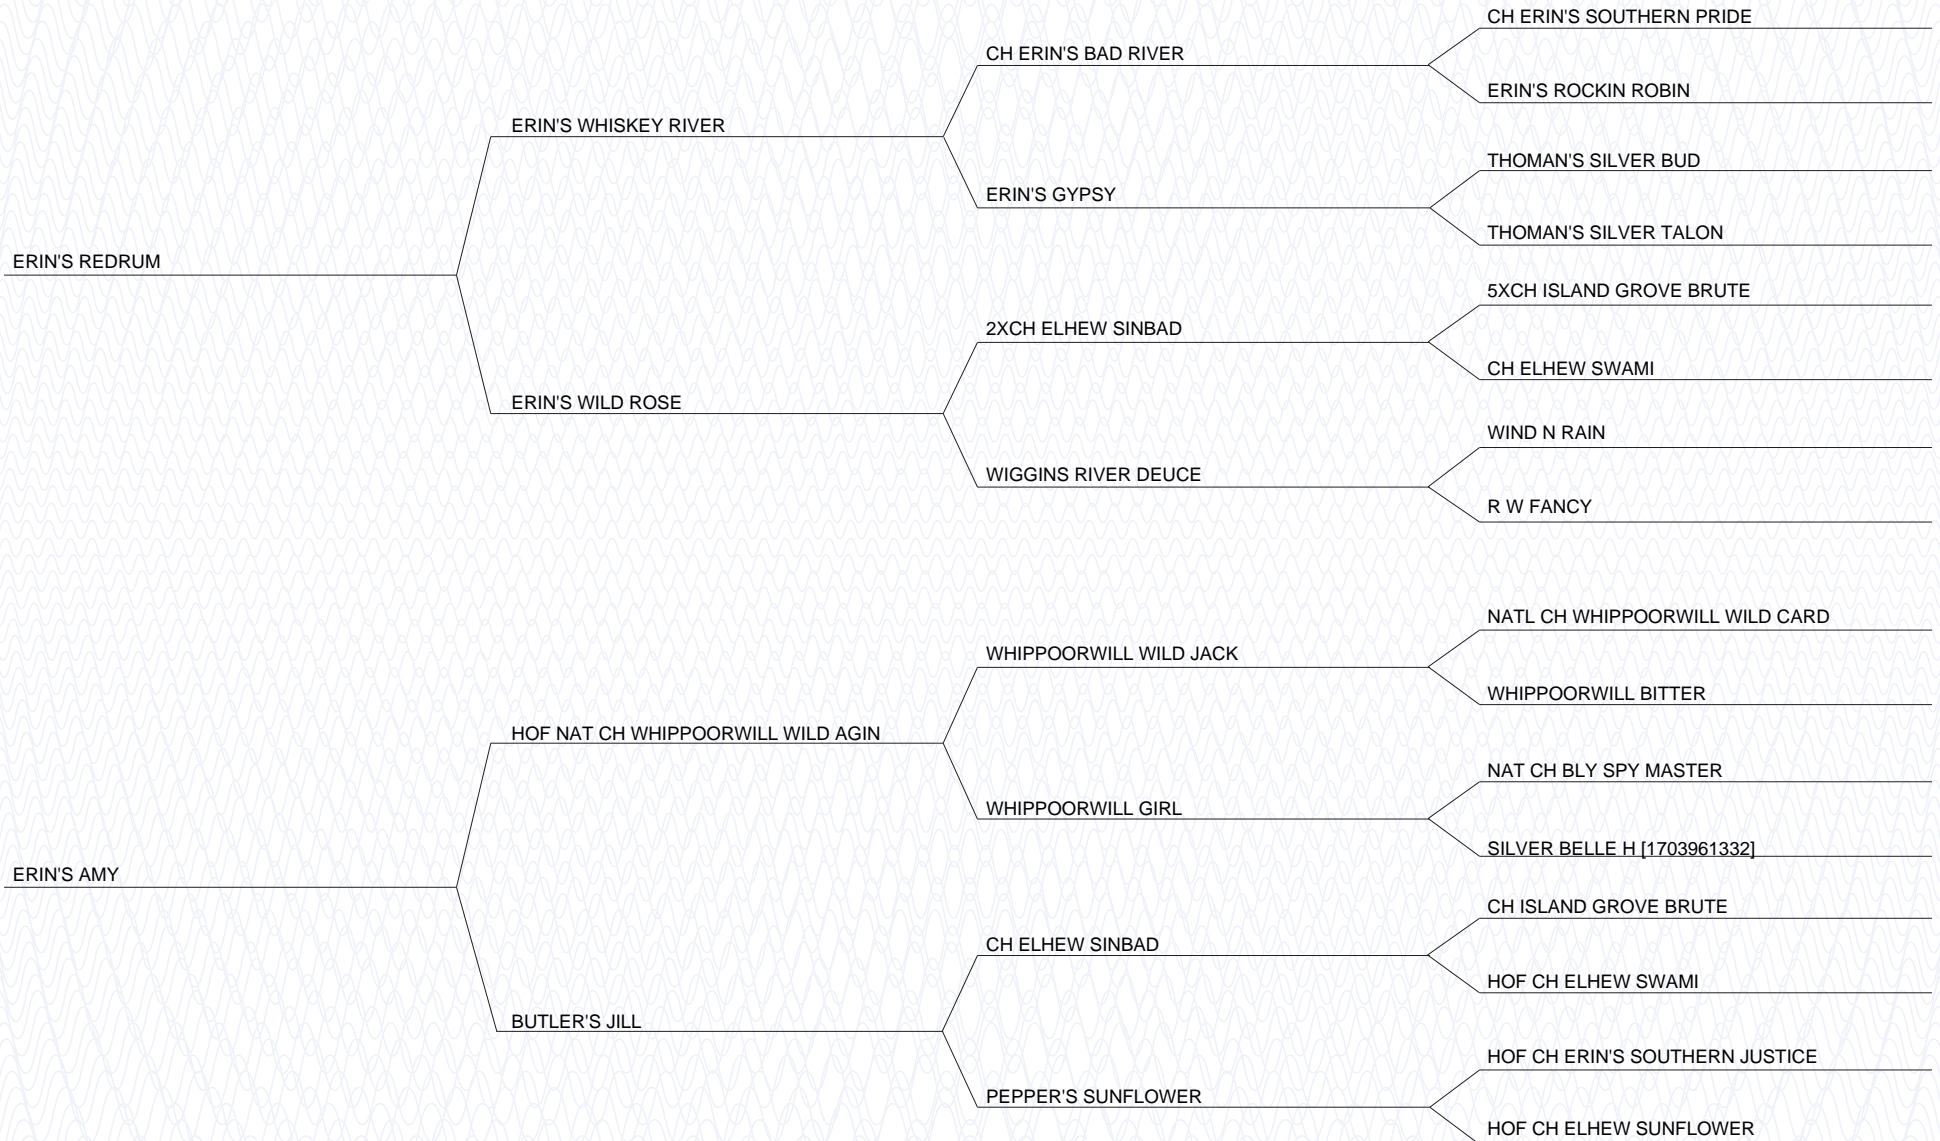 CH ERIN'S SOUTHERN PRIDE
CH ERIN'S BAD RIVER
ERIN'S ROCKIN ROBIN
ERIN'S WHISKEY RIVER
THOMAN'S SILVER BUD
ERIN'S GYPSY
THOMAN'S SILVER TALON
ERIN'S REDRUM
5XCH ISLAND GROVE BRUTE
2XCH ELHEW SINBAD
CH ELHEW SWAMI
ERIN'S WILD ROSE
WIND N RAIN
WIGGINS RIVER DEUCE
R W FANCY
NATL CH WHIPPOORWILL WILD CARD
WHIPPOORWILL WILD JACK
WHIPPOORWILL BITTER
HOF NAT CH WHIPPOORWILL WILD AGIN
NAT CH BLY SPY MASTER
WHIPPOORWILL GIRL
SILVER BELLE H [1703961332]
ERIN'S AMY
CH ISLAND GROVE BRUTE
CH ELHEW SINBAD
HOF CH ELHEW SWAMI
BUTLER'S JILL
HOF CH ERIN'S SOUTHERN JUSTICE
PEPPER'S SUNFLOWER
HOF CH ELHEW SUNFLOWER